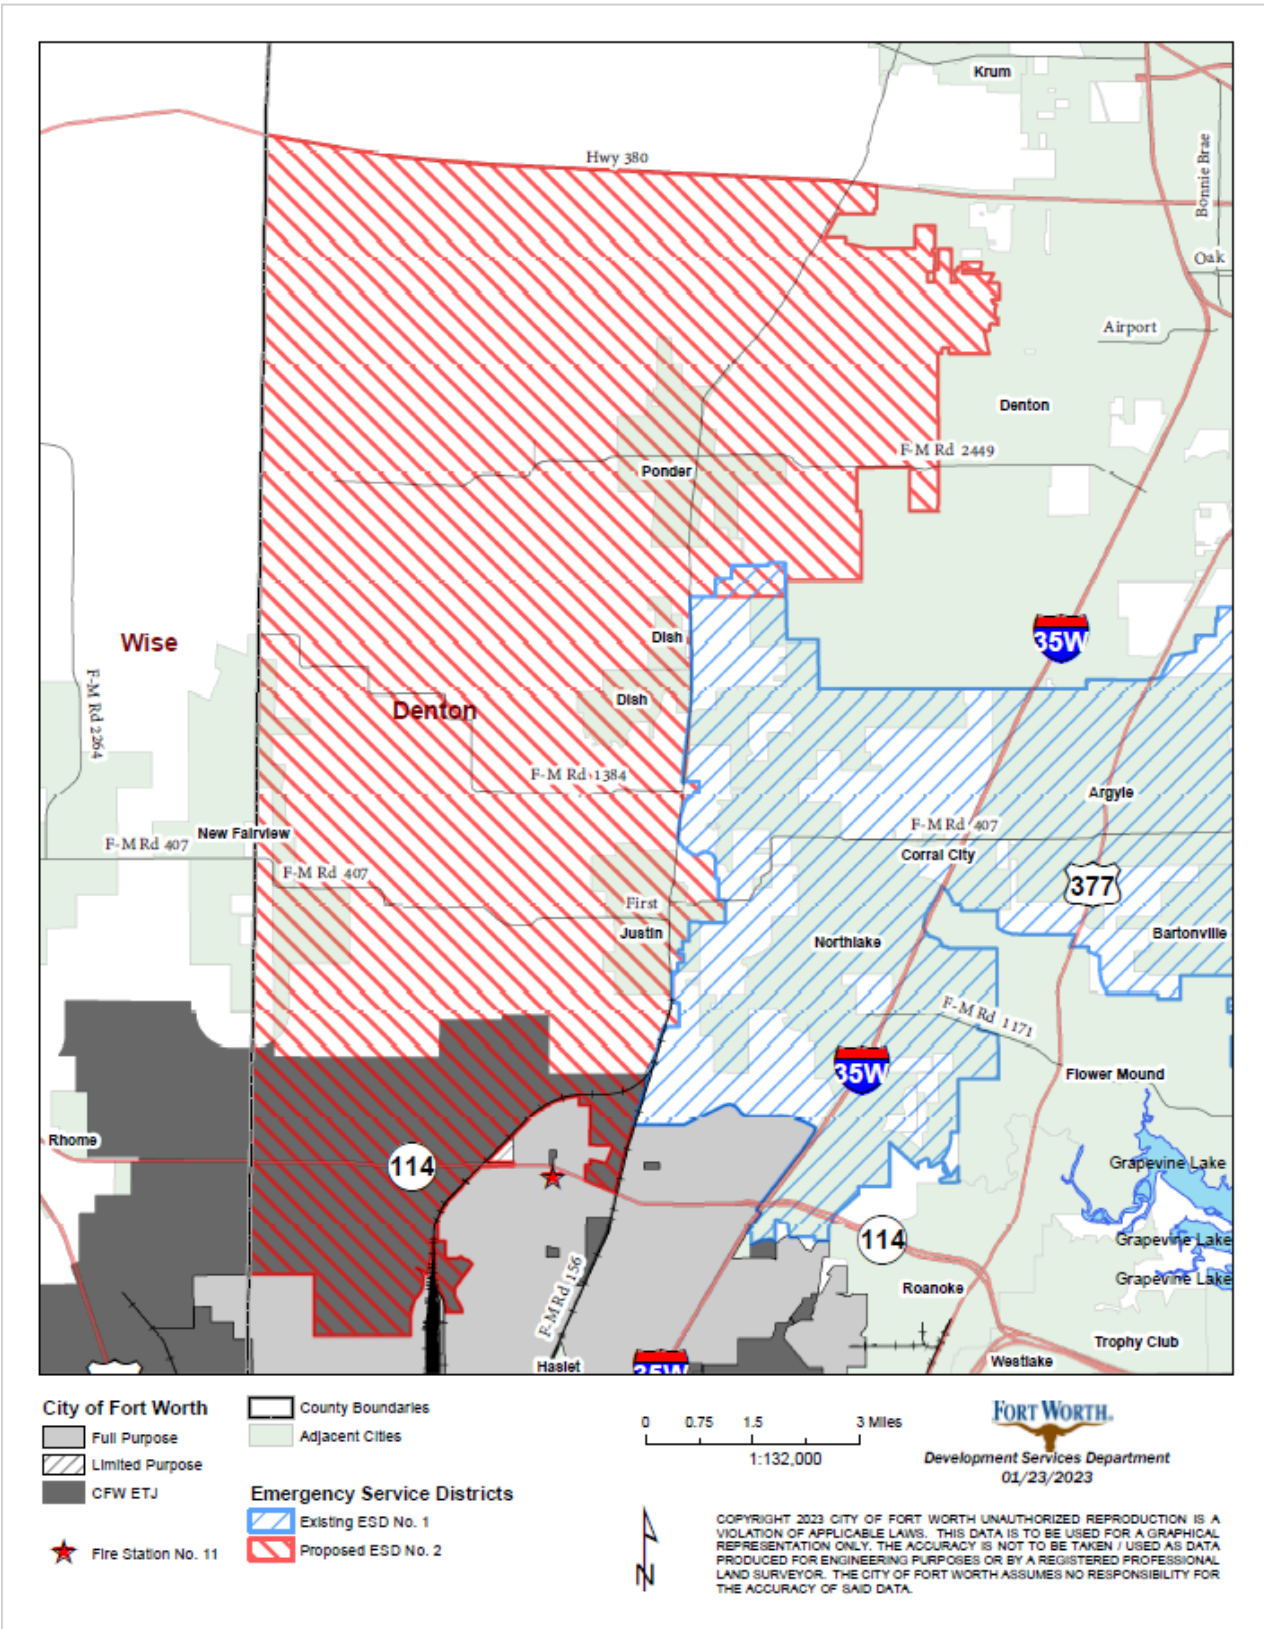 Krum
Hwy 380
Bonnie Brae
Oak
Airport
Denton
F-M Rd 2449
Ponder
35W
Wise
Dish
F-M Rd 2264
Dish
Denton
F-M Rd 1384
Argyle
New Fairview
F-M Rd 407
F-M Rd 407
Corral City
F-M Rd 407
377
First
Justin
Northlake
Bartonville
F-M Rd 1171
35W
Flower Mound
Rhome
114
Grapevine Lake
114
Grapevine Lake
Grapevine Lake
Roanoke
F-M Rd 156
Trophy Club
Haslet
35W
Westlake
City of Fort Worth
Full Purpose
Limited Purpose
CFW ETJ
Fire Station No. 11
County Boundaries
Adjacent Cities
Emergency Service Districts
Existing ESD No. 1
Proposed ESD No. 2
0 0.75 1.5 3 Miles
1:132,000
N
FORT WORTH®
Development Services Department
01/23/2023
COPYRIGHT 2023 CITY OF FORT WORTH UNAUTHORIZED REPRODUCTION IS A
VIOLATION OF APPLICABLE LAWS. THIS DATA IS TO BE USED FOR A GRAPHICAL
REPRESENTATION ONLY. THE ACCURACY IS NOT TO BE TAKEN / USED AS DATA
PRODUCED FOR ENGINEERING PURPOSES OR BY A REGISTERED PROFESSIONAL
LAND SURVEYOR. THE CITY OF FORT WORTH ASSUMES NO RESPONSIBILITY FOR
THE ACCURACY OF SAID DATA.